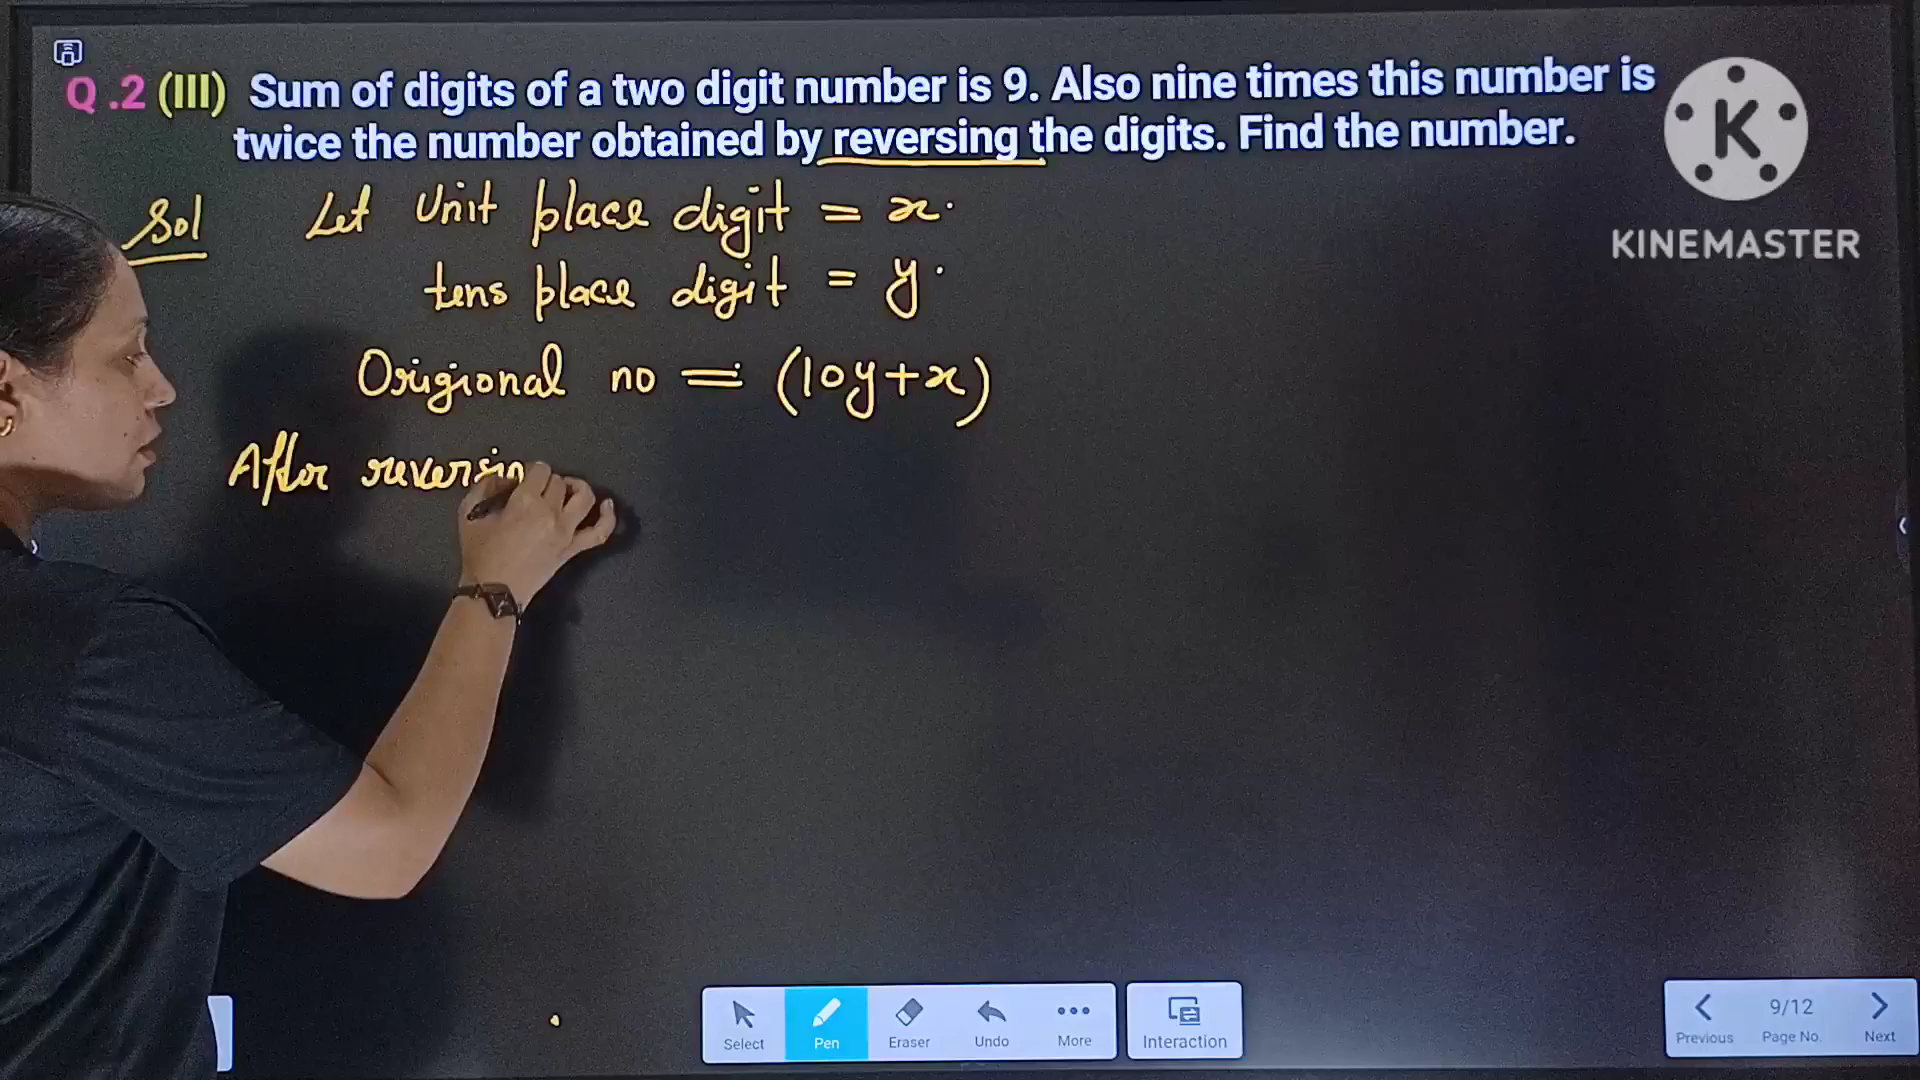 Q.2 (III) Sum of digits of a two digit number is 9. Also nine times this number is
twice the number obtained by reversing the digits. Find the number.
K
KINEMASTER
Sol Let Unit place digit = x.
tens place digit = y.
Origional no = (10y+x)
After reversin
Select Pen Eraser Undo More Interaction
Previous 9/12 Page No. Next